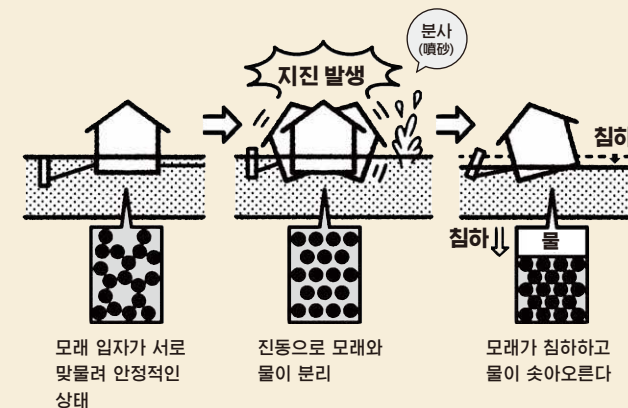 분사
(噴砂)
지진 발생
침하
침하
물
모래 입자가 서로
맞물려 안정적인
상태
진동으로 모래와
물이 분리
모래가 침하하고
물이 솟아오른다